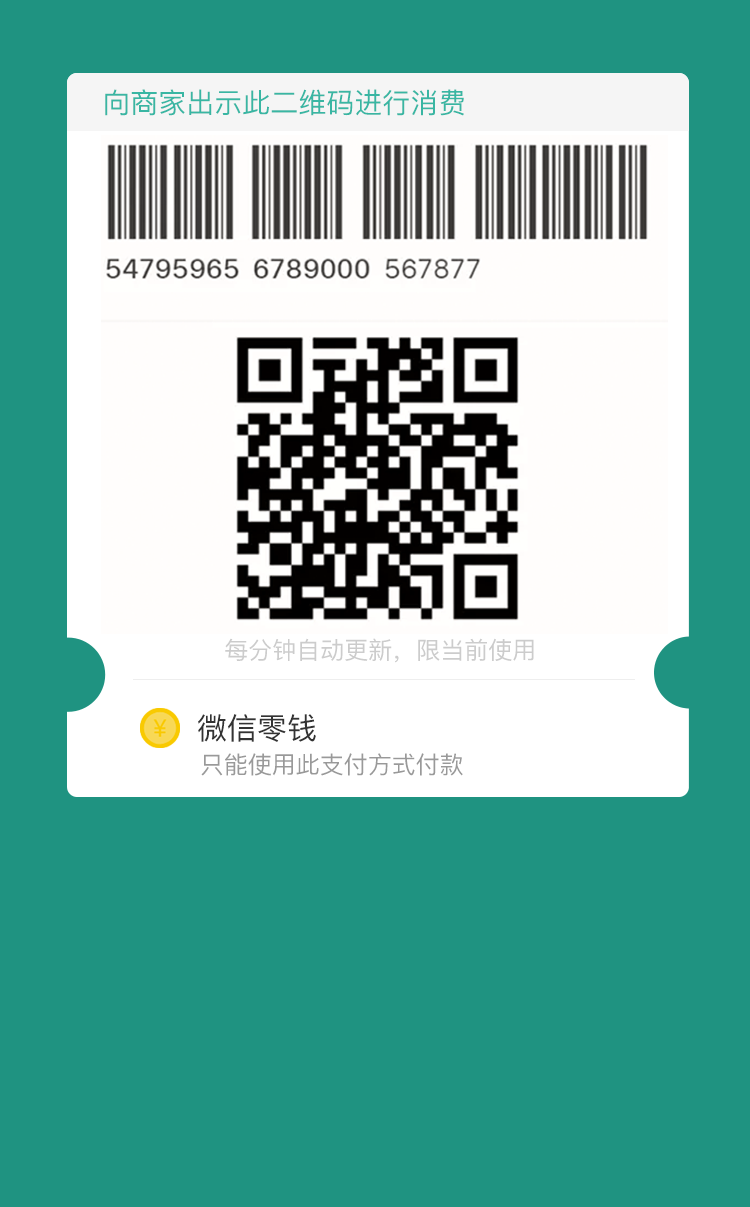 向商家出示此二维码进行消费
54795965 6789000 567877
每分钟自动更新，限当前使用
¥ 微信零钱
只能使用此支付方式付款